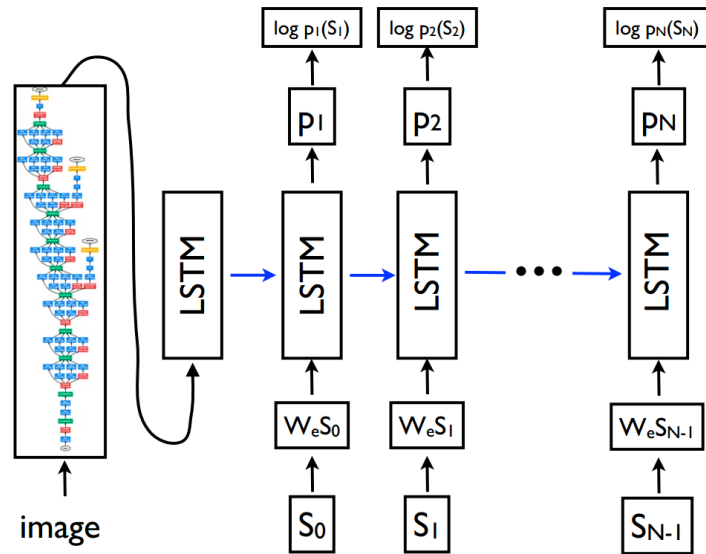 log p₁(S₁) log p₂(S₂) log pN(SN)
p₁ p₂ pN
LSTM LSTM LSTM LSTM
WₑS₀ WₑS₁ WₑSN-1
image S₀ S₁ SN-1